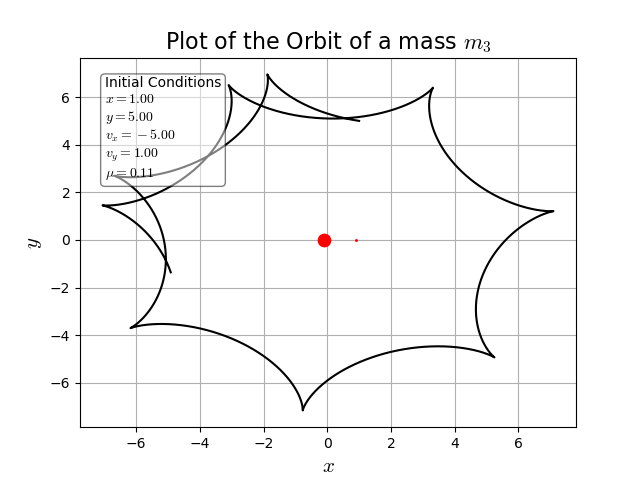 Plot of the Orbit of a mass m₃
Initial Conditions
x = 1.00
y = 5.00
vₓ = −5.00
v_y = 1.00
μ = 0.11
6
4
2
0
−2
−4
−6
y
−6 −4 −2 0 2 4 6
x